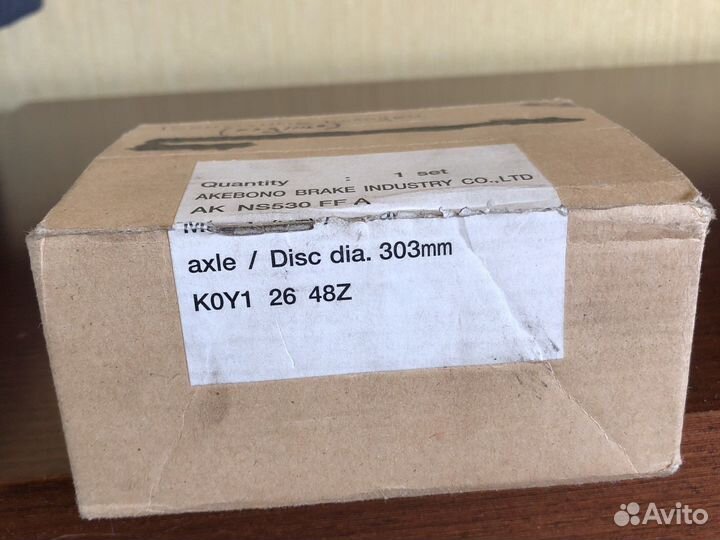 Quantity : 1 set
AKEBONO BRAKE INDUSTRY CO.,LTD
AK NS530 FF A
axle / Disc dia. 303mm
K0Y1 26 48Z
Avito